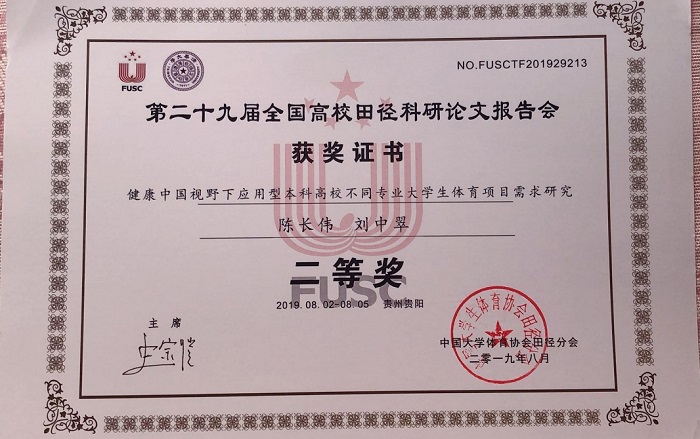 FUSC
NO.FUSCTF201929213
第二十九届全国高校田径科研论文报告会
获奖证书
健康中国视野下应用型本科高校不同专业大学生体育项目需求研究
陈长伟 刘中翠
二等奖
FUSC
2019.08.02-08.05 贵州贵阳
主席
中国大学生体育协会田径分会
二零一九年八月